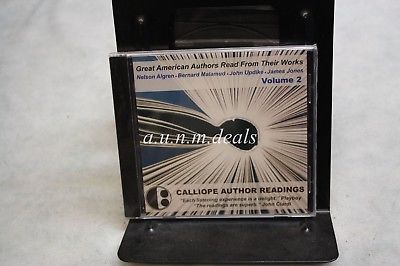 Great American Authors Read From Their Works
Nelson Algren • Bernard Malamud • John Updike • James Jones
Volume 2
a.u.n.m.deals
CALLIOPE AUTHOR READINGS
"Each listening experience is a delight." Playboy
"The readings are superb." John Ciardi